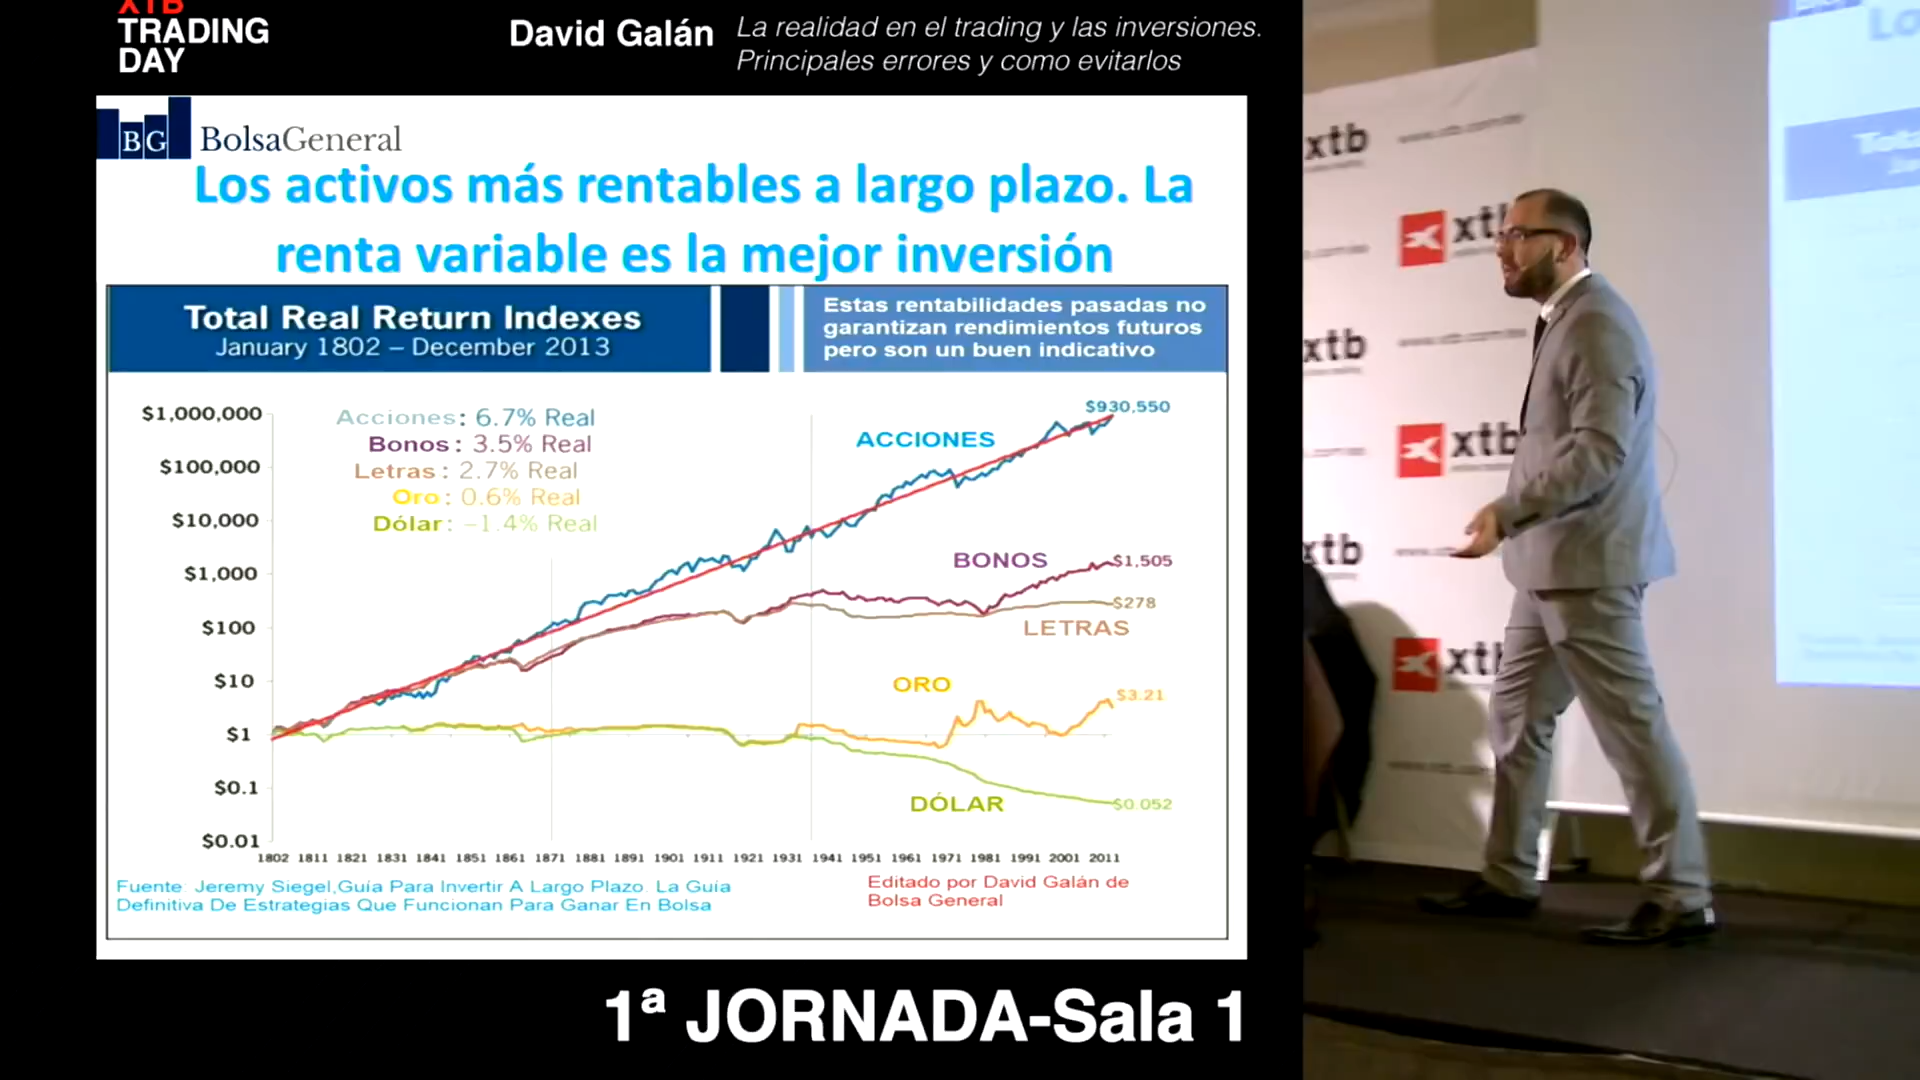 XTB
TRADING
DAY
David Galán
La realidad en el trading y las inversiones.
Principales errores y como evitarlos
BG BolsaGeneral
Los activos más rentables a largo plazo. La
renta variable es la mejor inversión
Total Real Return Indexes
January 1802 – December 2013
Estas rentabilidades pasadas no
garantizan rendimientos futuros
pero son un buen indicativo
$1,000,000
$100,000
$10,000
$1,000
$100
$10
$1
$0.1
$0.01
Acciones: 6.7% Real
Bonos: 3.5% Real
Letras: 2.7% Real
Oro: 0.6% Real
Dólar: –1.4% Real
$930,550
ACCIONES
BONOS
$1,505
$278
LETRAS
ORO
$3.21
DÓLAR
$0.052
1802 1811 1821 1831 1841 1851 1861 1871 1881 1891 1901 1911 1921 1931 1941 1951 1961 1971 1981 1991 2001 2011
Fuente: Jeremy Siegel,Guía Para Invertir A Largo Plazo. La Guía
Definitiva De Estrategias Que Funcionan Para Ganar En Bolsa
Editado por David Galán de
Bolsa General
1ª JORNADA-Sala 1
xtb
xtb
xtb
xtb
xtb
xtb
Lo